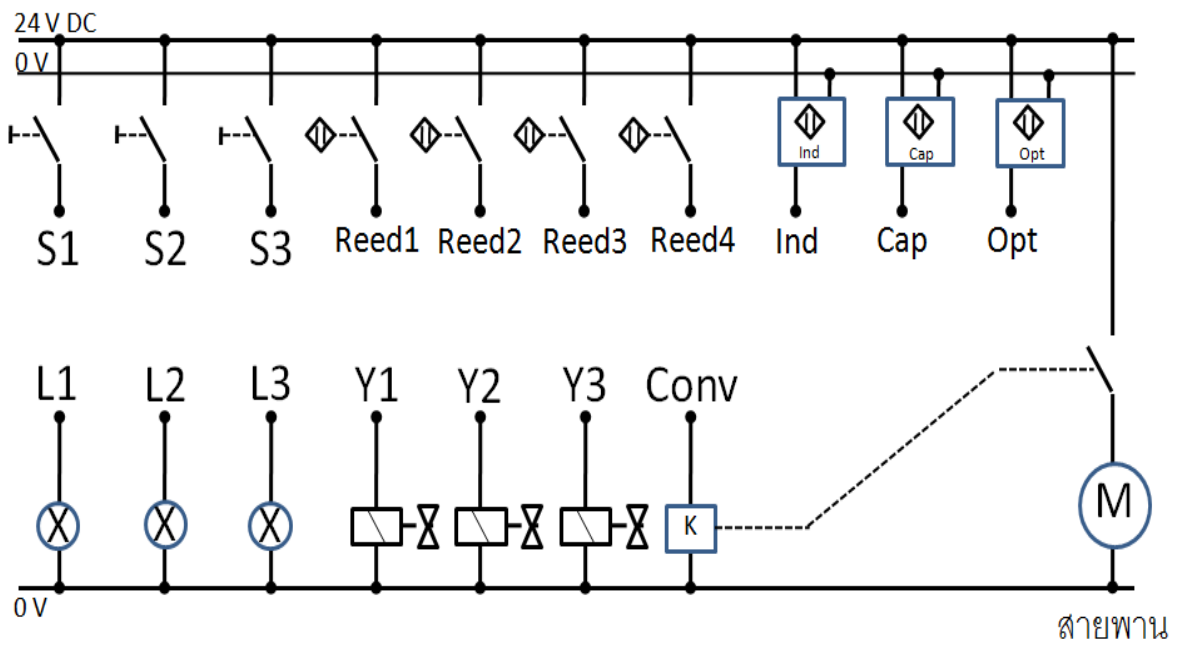 24 V DC
0 V
Ind Cap Opt
S1 S2 S3 Reed1 Reed2 Reed3 Reed4 Ind Cap Opt
L1 L2 L3 Y1 Y2 Y3 Conv
X X X K M
0 V
สายพาน